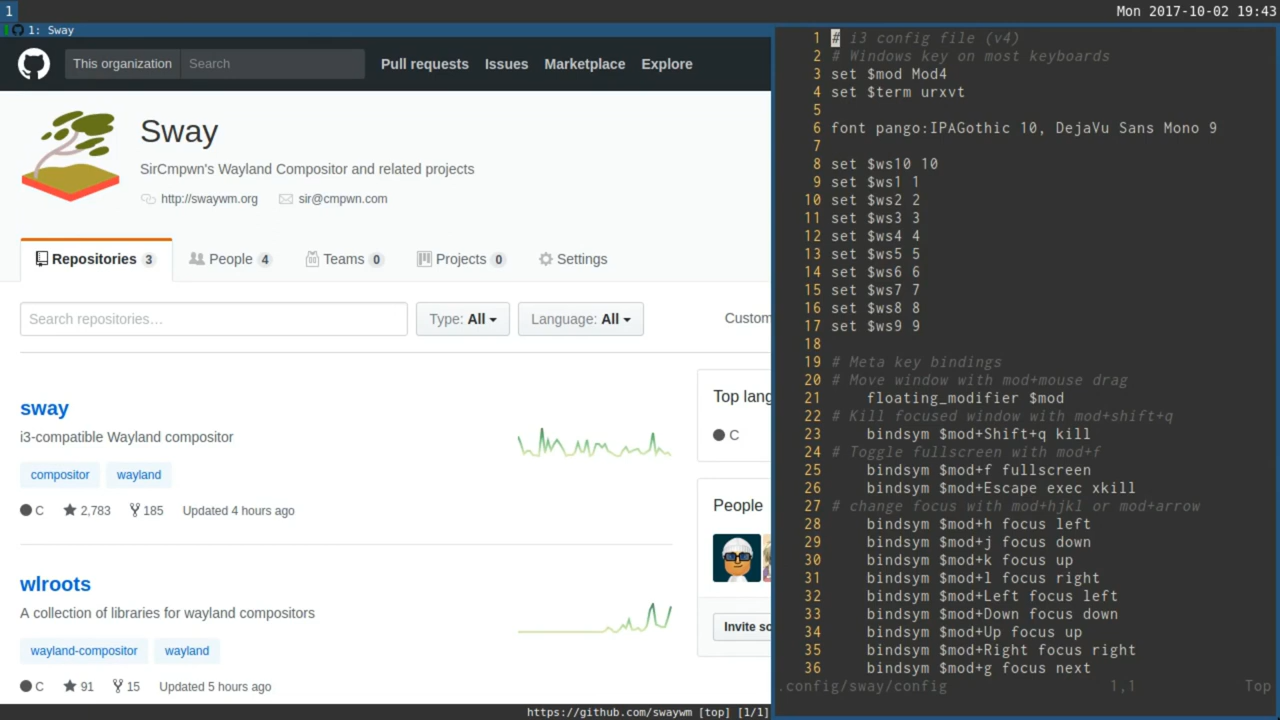 1
Mon 2017-10-02 19:43
1: Sway
This organization Search Pull requests Issues Marketplace Explore
Sway
SirCmpwn's Wayland Compositor and related projects
http://swaywm.org sir@cmpwn.com
Repositories 3 People 4 Teams 0 Projects 0 Settings
Search repositories… Type: All Language: All Custom
sway
i3-compatible Wayland compositor
compositor wayland
C 2,783 185 Updated 4 hours ago
wlroots
A collection of libraries for wayland compositors
wayland-compositor wayland
C 91 15 Updated 5 hours ago
Top lang
C
People
Invite so
https://github.com/swaywm [top] [1/1]
1 # i3 config file (v4)
2 # Windows key on most keyboards
3 set $mod Mod4
4 set $term urxvt
5
6 font pango:IPAGothic 10, DejaVu Sans Mono 9
7
8 set $ws10 10
9 set $ws1 1
10 set $ws2 2
11 set $ws3 3
12 set $ws4 4
13 set $ws5 5
14 set $ws6 6
15 set $ws7 7
16 set $ws8 8
17 set $ws9 9
18
19 # Meta key bindings
20 # Move window with mod+mouse drag
21 floating_modifier $mod
22 # Kill focused window with mod+shift+q
23 bindsym $mod+Shift+q kill
24 # Toggle fullscreen with mod+f
25 bindsym $mod+f fullscreen
26 bindsym $mod+Escape exec xkill
27 # change focus with mod+hjkl or mod+arrow
28 bindsym $mod+h focus left
29 bindsym $mod+j focus down
30 bindsym $mod+k focus up
31 bindsym $mod+l focus right
32 bindsym $mod+Left focus left
33 bindsym $mod+Down focus down
34 bindsym $mod+Up focus up
35 bindsym $mod+Right focus right
36 bindsym $mod+g focus next
.config/sway/config 1,1 Top